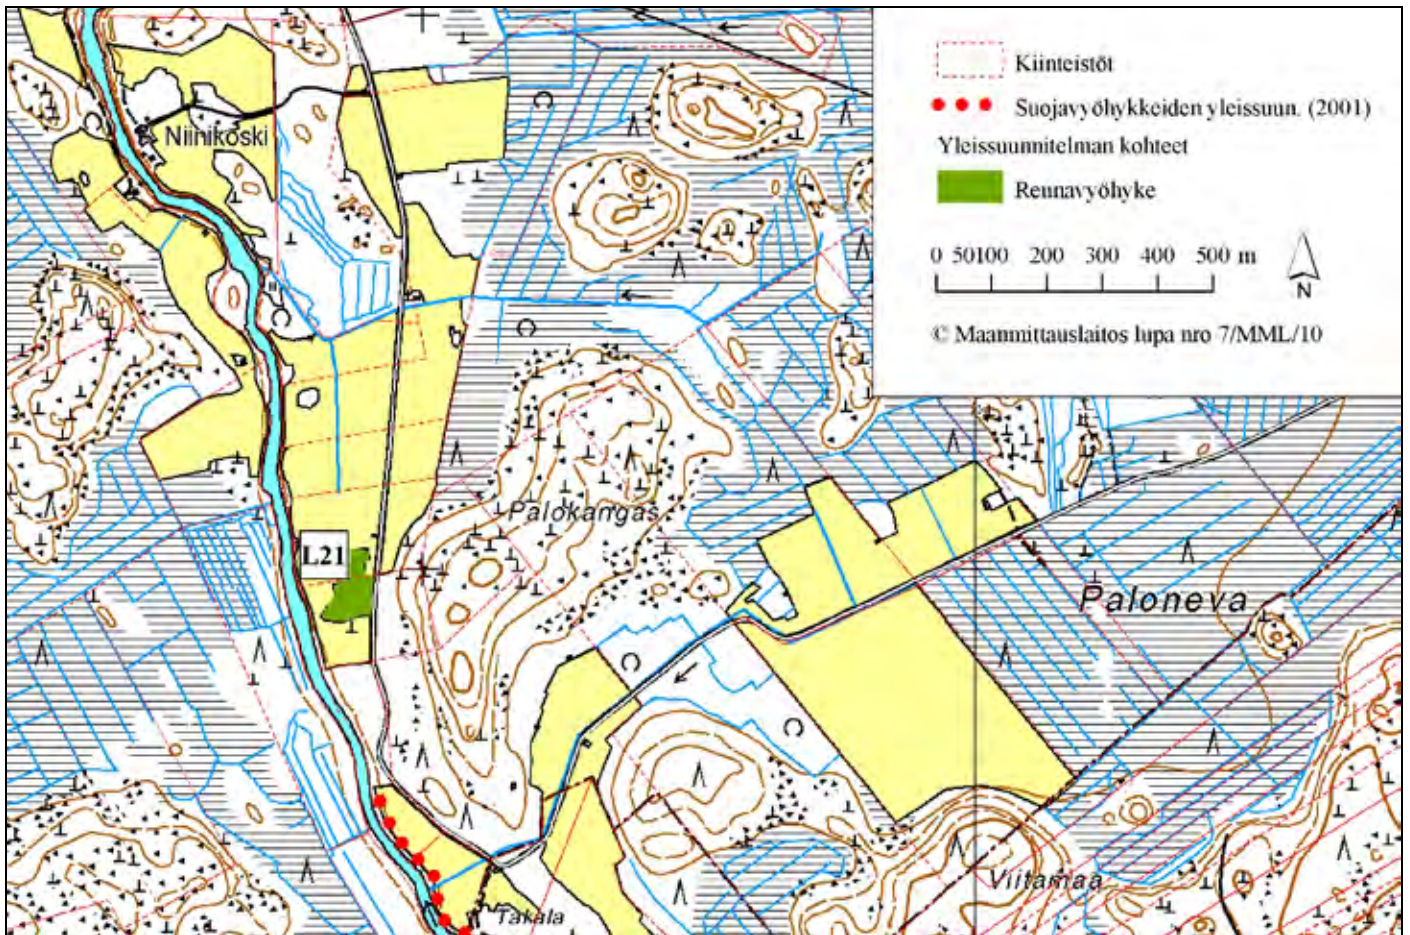 Kiinteistöt
Suojavyöhykkeiden yleissuun. (2001)
Yleissuunnitelman kohteet
Reunavyöhyke
0 50100 200 300 400 500 m
N
© Maanmittauslaitos lupa nro 7/MML/10
Niinikoski
Palokangas
L21
Paloneva
Viitamaa
Takala